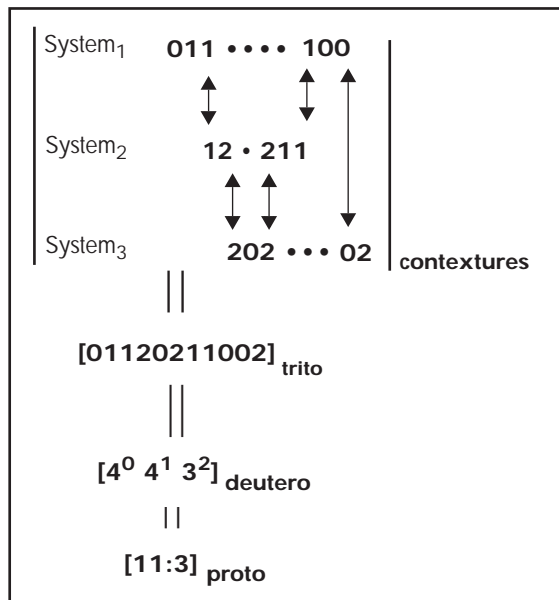 System₁ 011 • • • • 100
System₂ 12 • 211
System₃ 202 • • • 02
contextures
[01120211002] trito
[4⁰ 4¹ 3²] deutero
[11:3] proto